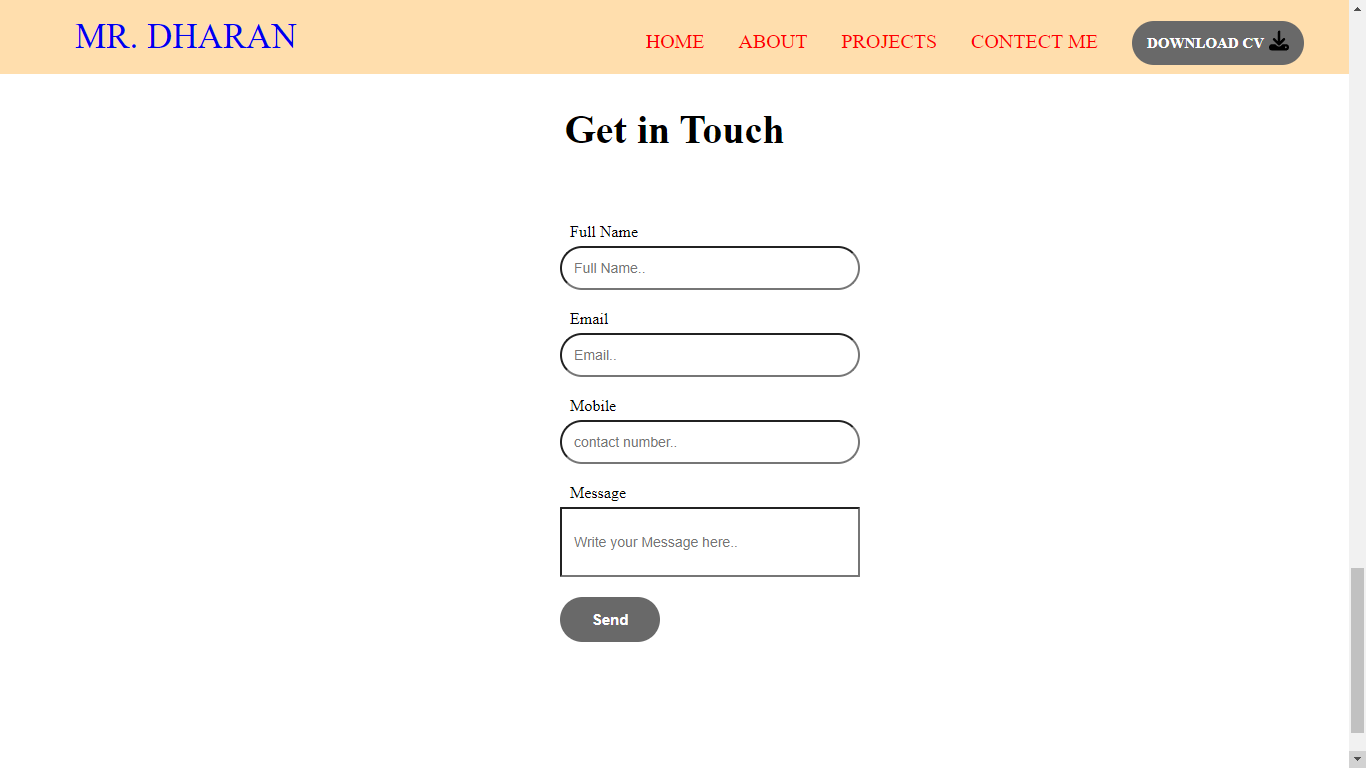 MR. DHARAN
HOME ABOUT PROJECTS CONTECT ME DOWNLOAD CV
Get in Touch
Full Name
Full Name..
Email
Email..
Mobile
contact number..
Message
Write your Message here..
Send